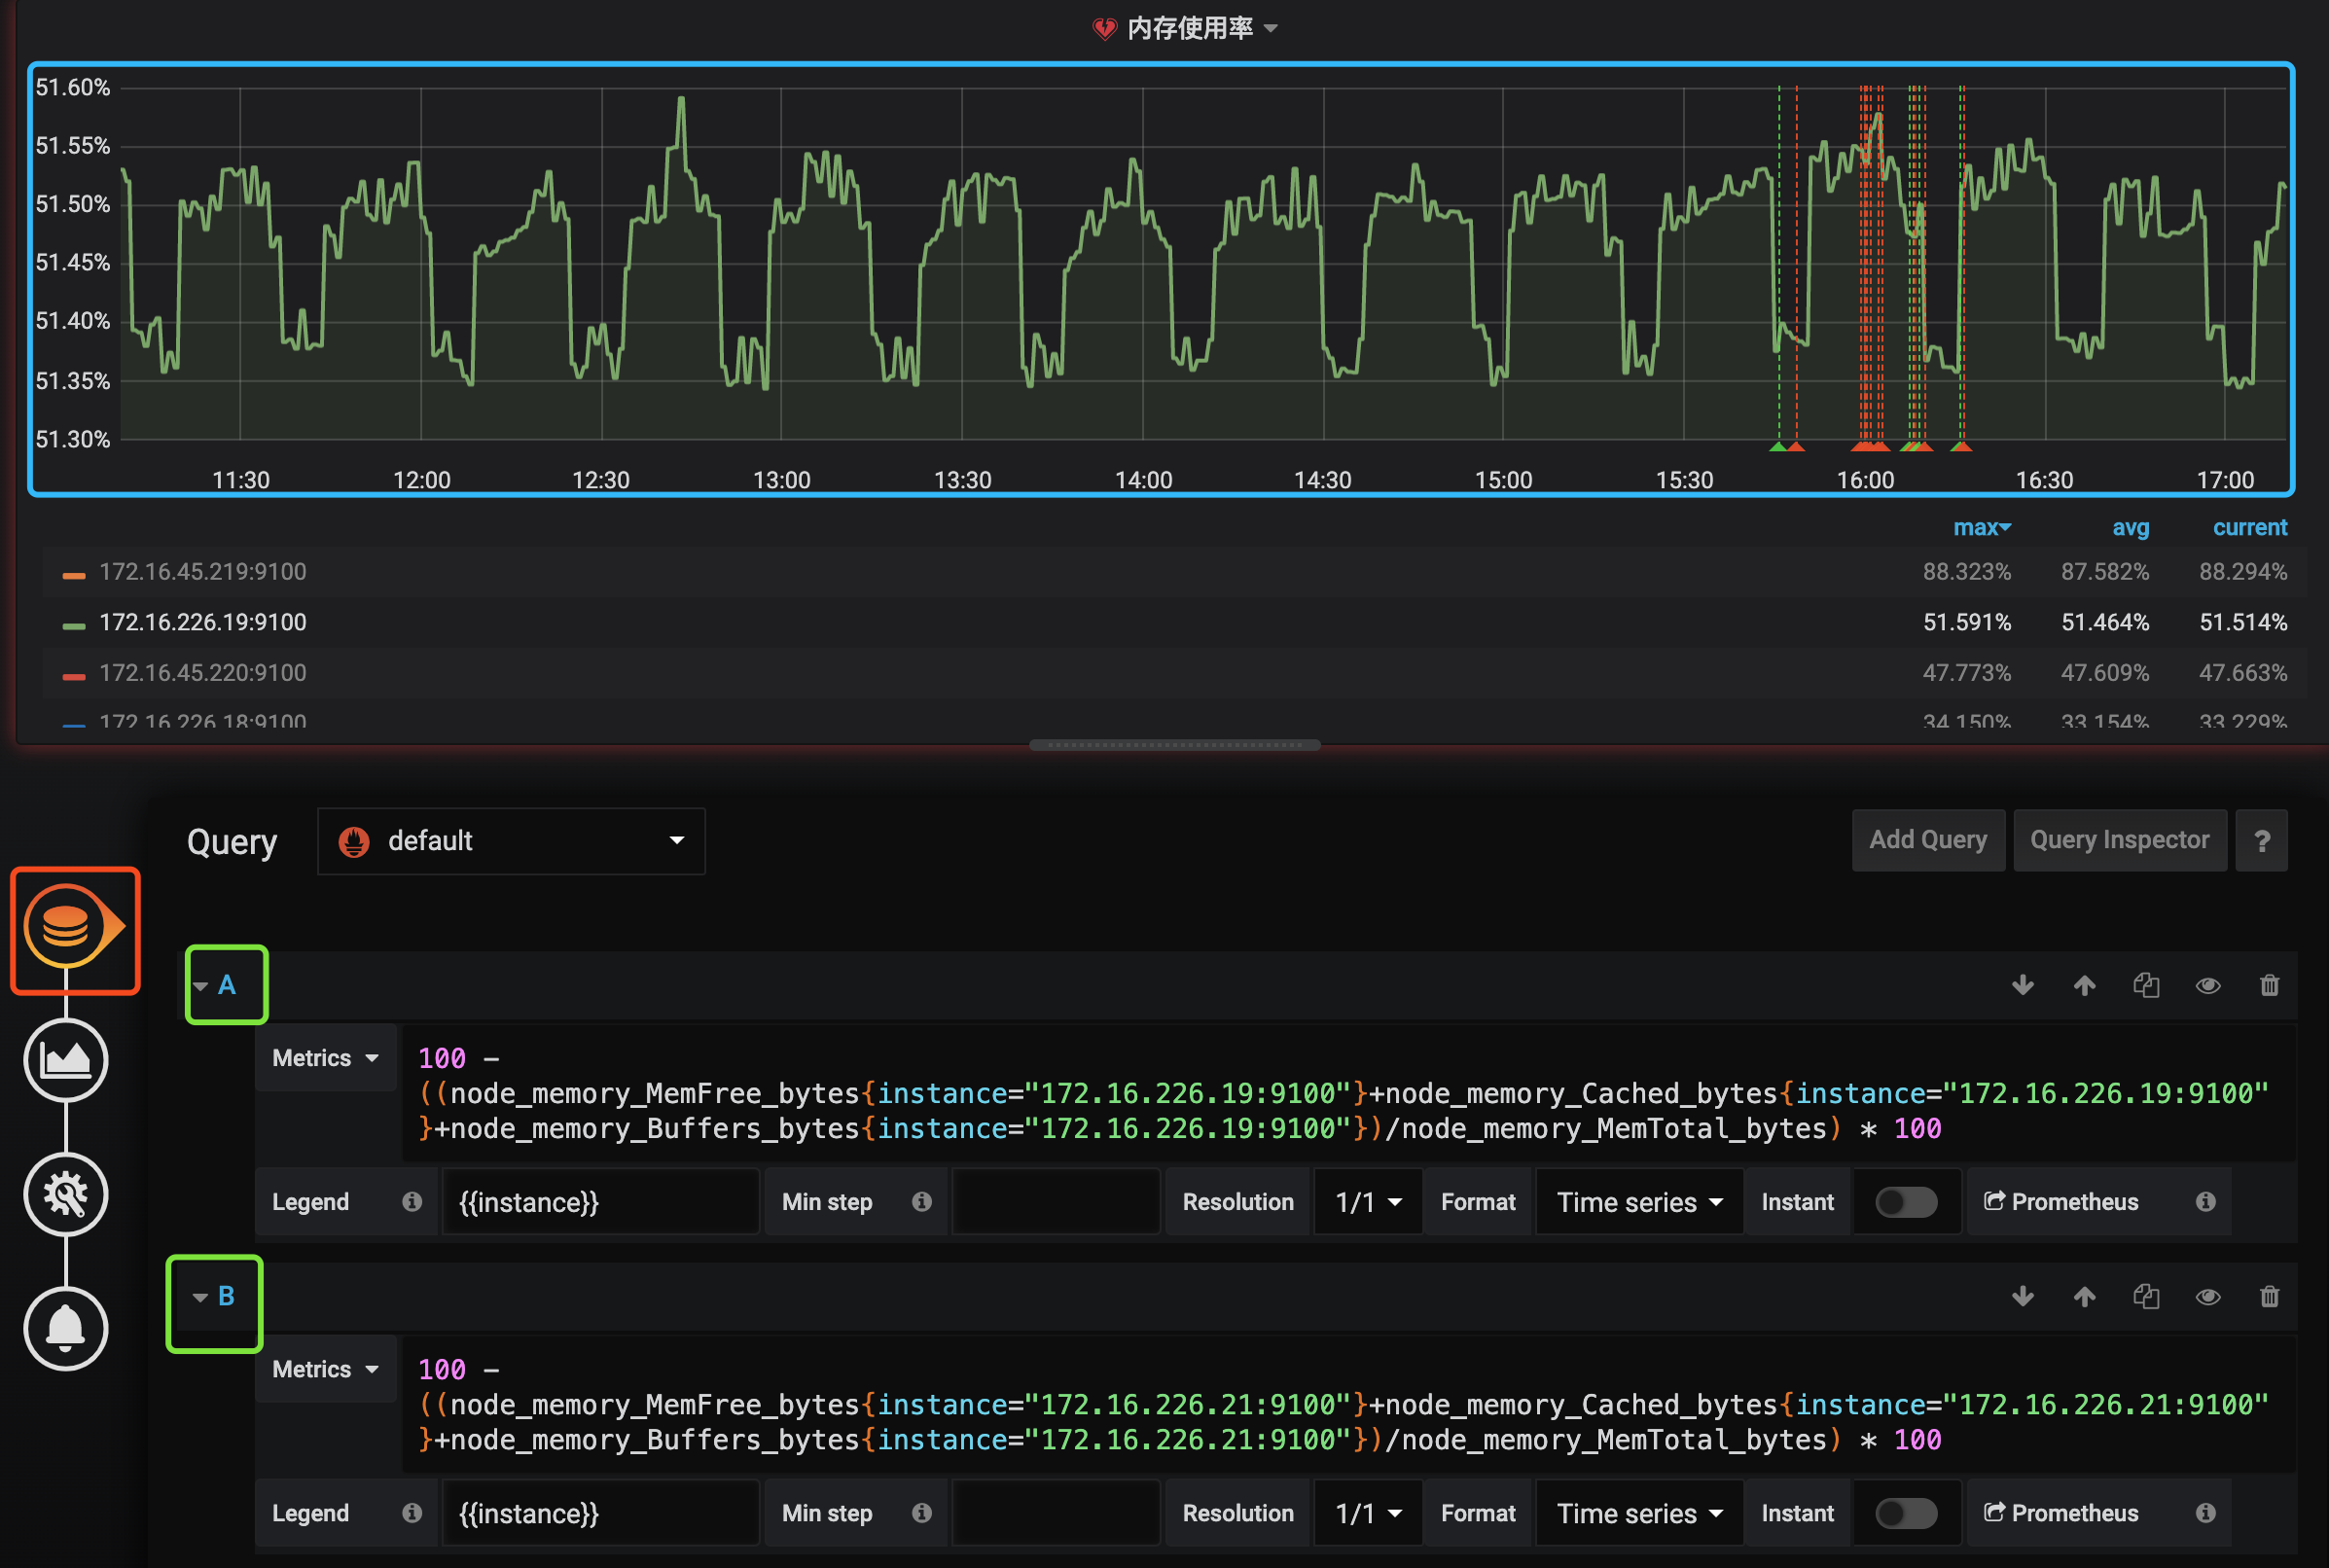 内存使用率
51.60%
51.55%
51.50%
51.45%
51.40%
51.35%
51.30%
11:30 12:00 12:30 13:00 13:30 14:00 14:30 15:00 15:30 16:00 16:30 17:00
max avg current
172.16.45.219:9100 88.323% 87.582% 88.294%
172.16.226.19:9100 51.591% 51.464% 51.514%
172.16.45.220:9100 47.773% 47.609% 47.663%
172.16.226.18:9100 34.150% 33.154% 33.229%
Query default Add Query Query Inspector ?
A
Metrics 100 -
((node_memory_MemFree_bytes{instance="172.16.226.19:9100"}+node_memory_Cached_bytes{instance="172.16.226.19:9100"
}+node_memory_Buffers_bytes{instance="172.16.226.19:9100"})/node_memory_MemTotal_bytes) * 100
Legend {{instance}} Min step Resolution 1/1 Format Time series Instant Prometheus
B
Metrics 100 -
((node_memory_MemFree_bytes{instance="172.16.226.21:9100"}+node_memory_Cached_bytes{instance="172.16.226.21:9100"
}+node_memory_Buffers_bytes{instance="172.16.226.21:9100"})/node_memory_MemTotal_bytes) * 100
Legend {{instance}} Min step Resolution 1/1 Format Time series Instant Prometheus